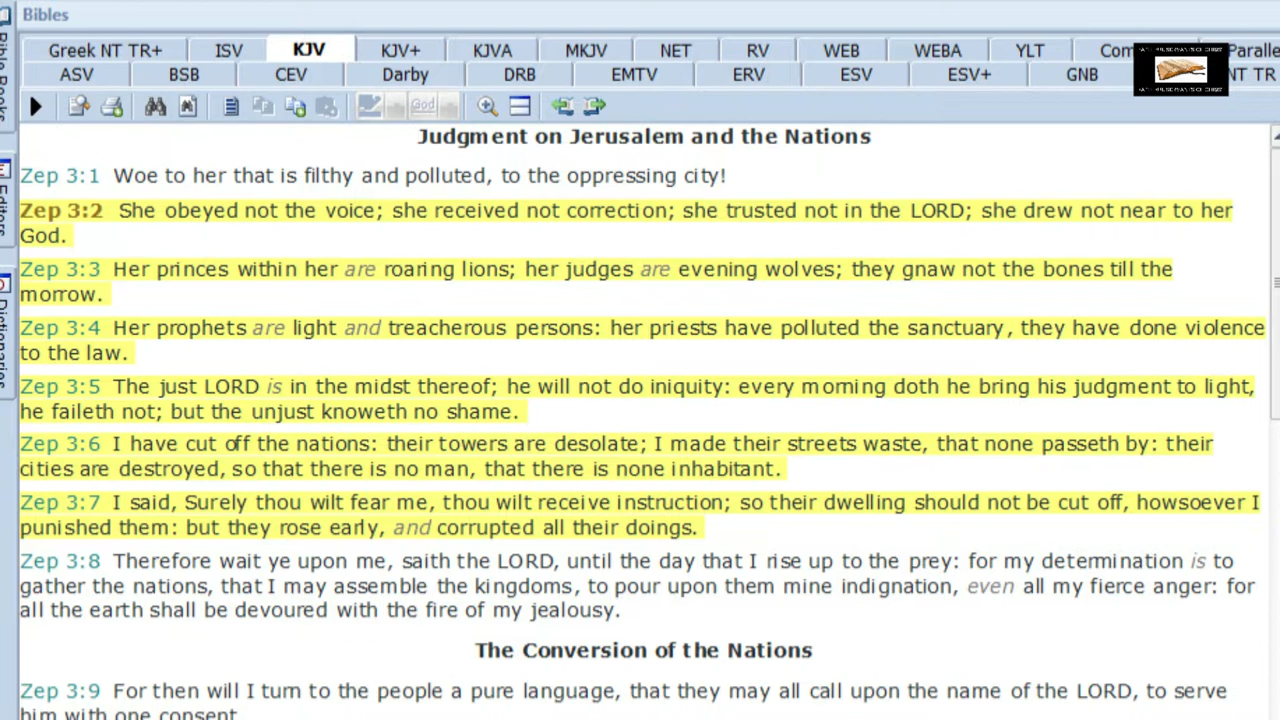 Bibles
Greek NT TR+ ISV KJV KJV+ KJVA MKJV NET RV WEB WEBA YLT Com Paralle
ASV BSB CEV Darby DRB EMTV ERV ESV ESV+ GNB NT TR
God
Bible Books
Editors
Dictionaries
Judgment on Jerusalem and the Nations
Zep 3:1 Woe to her that is filthy and polluted, to the oppressing city!
Zep 3:2 She obeyed not the voice; she received not correction; she trusted not in the LORD; she drew not near to her
God.
Zep 3:3 Her princes within her are roaring lions; her judges are evening wolves; they gnaw not the bones till the
morrow.
Zep 3:4 Her prophets are light and treacherous persons: her priests have polluted the sanctuary, they have done violence
to the law.
Zep 3:5 The just LORD is in the midst thereof; he will not do iniquity: every morning doth he bring his judgment to light,
he faileth not; but the unjust knoweth no shame.
Zep 3:6 I have cut off the nations: their towers are desolate; I made their streets waste, that none passeth by: their
cities are destroyed, so that there is no man, that there is none inhabitant.
Zep 3:7 I said, Surely thou wilt fear me, thou wilt receive instruction; so their dwelling should not be cut off, howsoever I
punished them: but they rose early, and corrupted all their doings.
Zep 3:8 Therefore wait ye upon me, saith the LORD, until the day that I rise up to the prey: for my determination is to
gather the nations, that I may assemble the kingdoms, to pour upon them mine indignation, even all my fierce anger: for
all the earth shall be devoured with the fire of my jealousy.
The Conversion of the Nations
Zep 3:9 For then will I turn to the people a pure language, that they may all call upon the name of the LORD, to serve
him with one consent